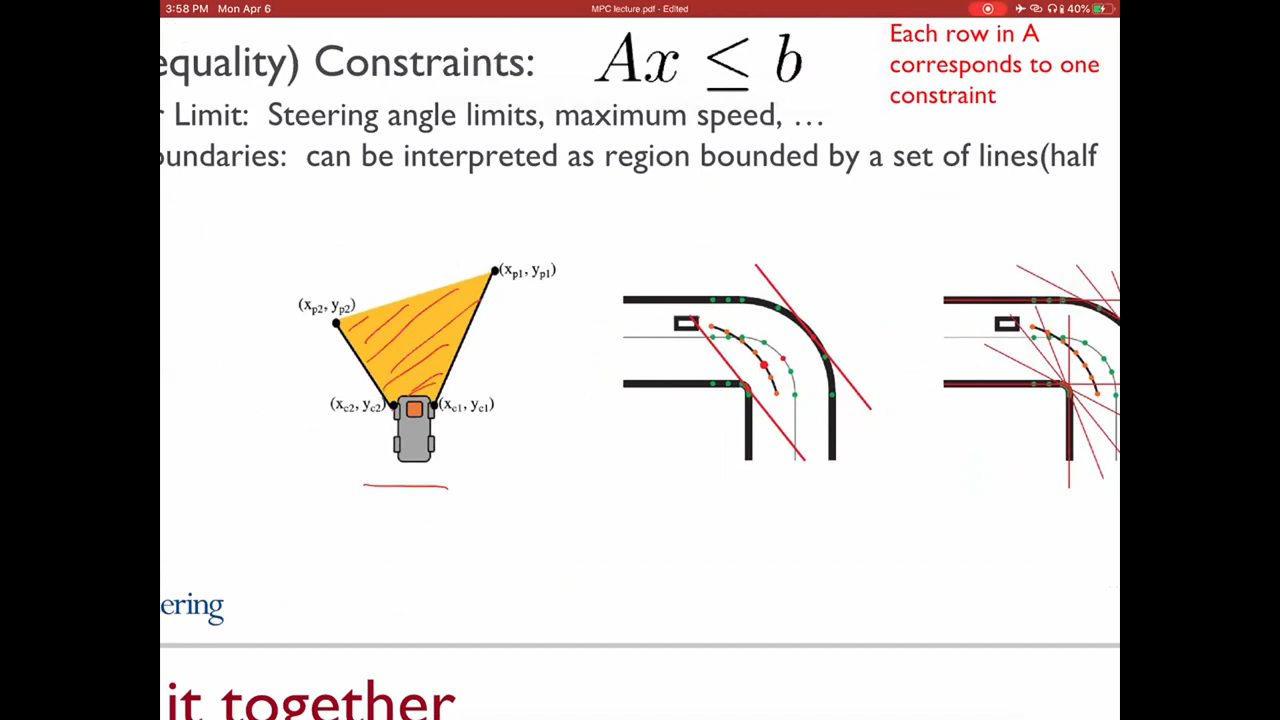 3:58 PM Mon Apr 6
MPC lecture pdf - Edited
40%
equality) Constraints: Ax ≤ b
Each row in A
corresponds to one
constraint
r Limit: Steering angle limits, maximum speed, …
oundaries: can be interpreted as region bounded by a set of lines(half
(xp1, yp1)
(xp2, yp2)
(xc2, yc2)
(xc1, yc1)
ering
it together